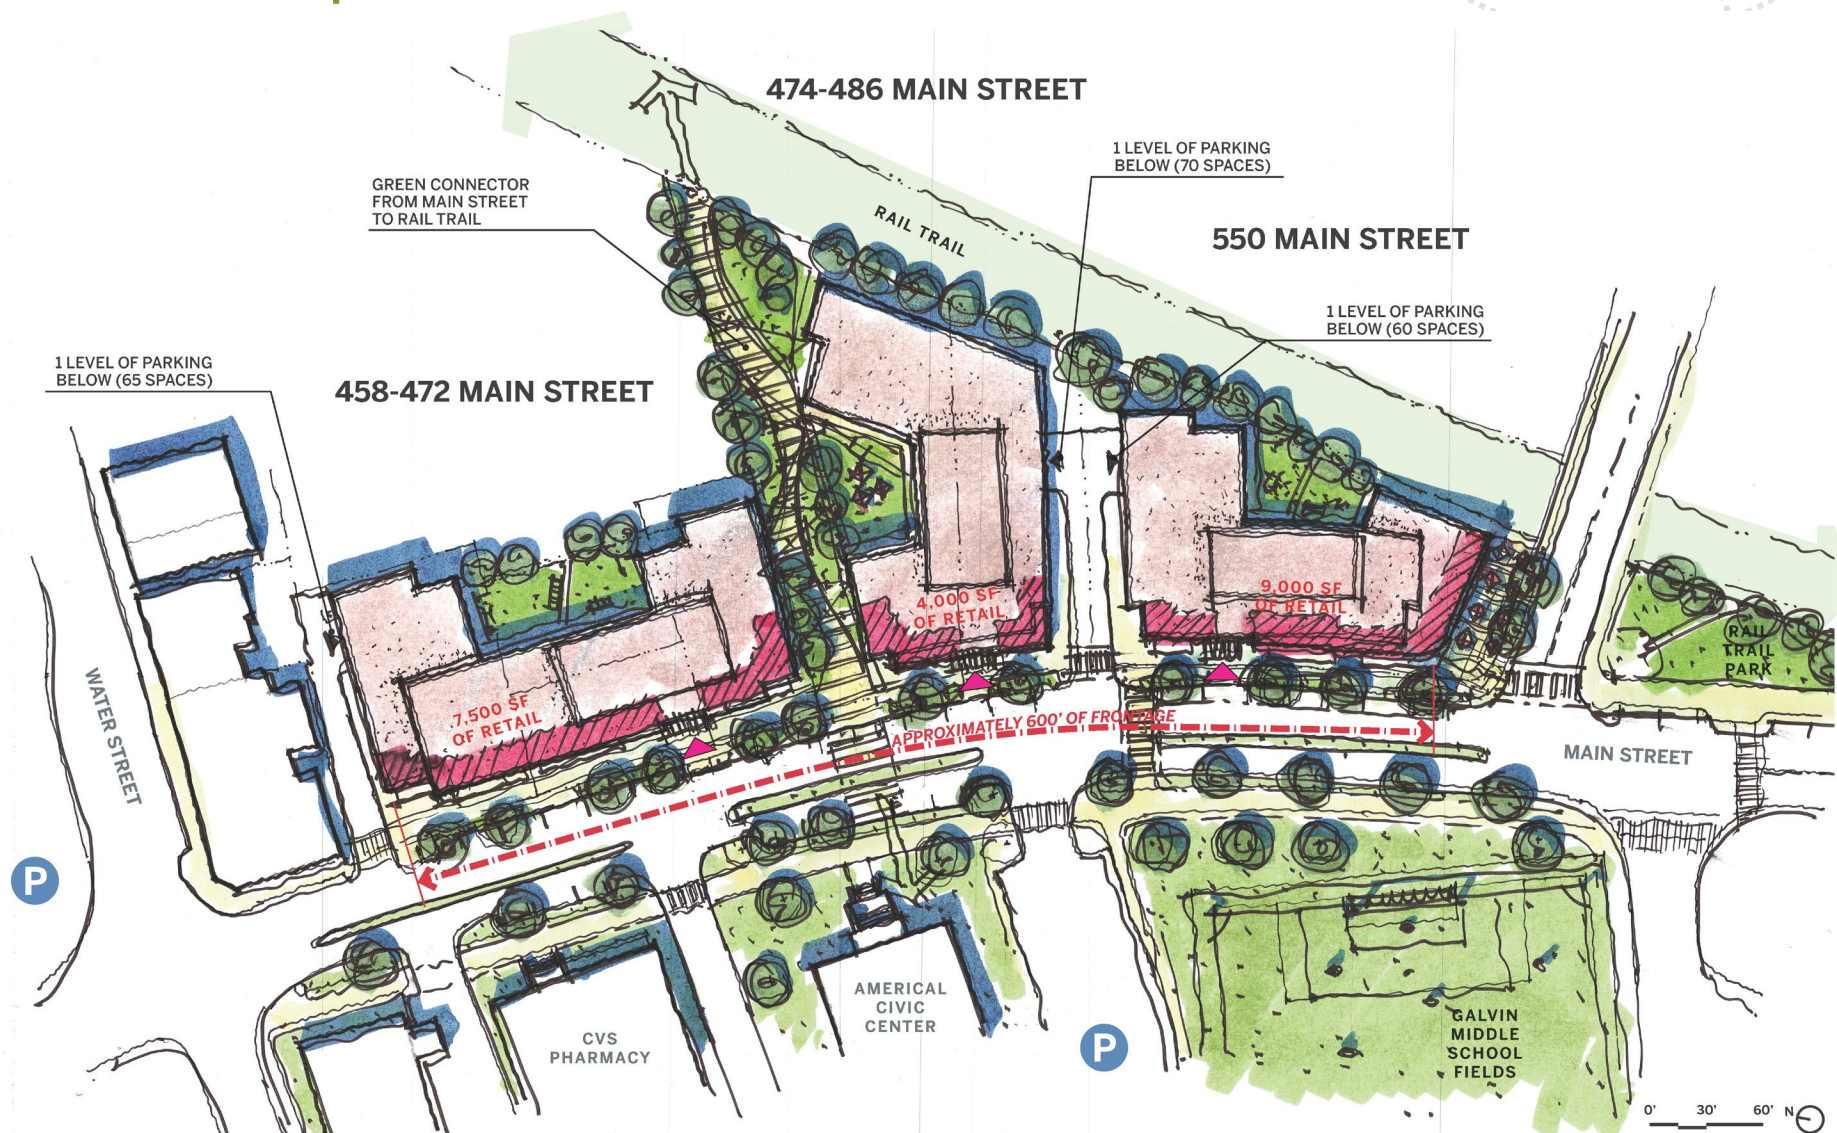 474-486 MAIN STREET
1 LEVEL OF PARKING
BELOW (70 SPACES)
GREEN CONNECTOR
FROM MAIN STREET
TO RAIL TRAIL
RAIL TRAIL
550 MAIN STREET
1 LEVEL OF PARKING
BELOW (60 SPACES)
1 LEVEL OF PARKING
BELOW (65 SPACES)
458-472 MAIN STREET
4,000 SF
OF RETAIL
9,000 SF
OF RETAIL
7,500 SF
OF RETAIL
RAIL
TRAIL
PARK
WATER STREET
APPROXIMATELY 600' OF FRONTAGE
MAIN STREET
P
AMERICAL
CIVIC
CENTER
CVS
PHARMACY
P
GALVIN
MIDDLE
SCHOOL
FIELDS
0' 30' 60' N